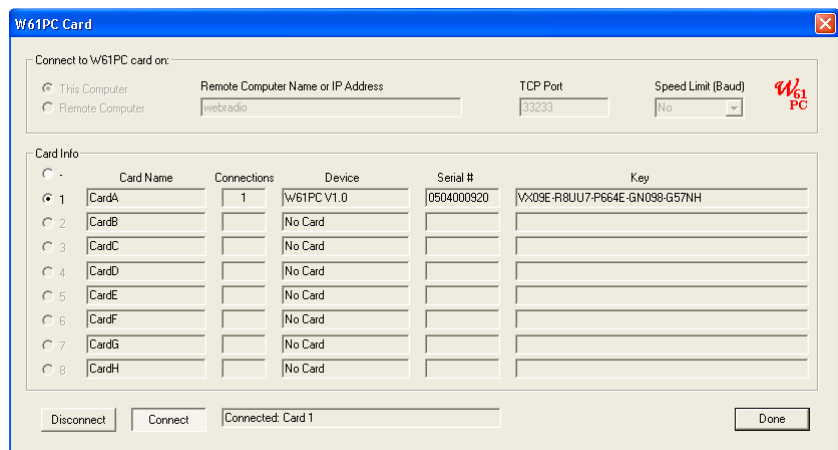 W61PC Card
Connect to W61PC card on:
This Computer
Remote Computer
Remote Computer Name or IP Address
webradio
TCP Port
33233
Speed Limit (Baud)
No
W61
PC
Card Info
- Card Name Connections Device Serial # Key
1 CardA 1 W61PC V1.0 0504000920 VX09E-R8UU7-P664E-GN098-G57NH
2 CardB No Card
3 CardC No Card
4 CardD No Card
5 CardE No Card
6 CardF No Card
7 CardG No Card
8 CardH No Card
Disconnect Connect Connected: Card 1 Done